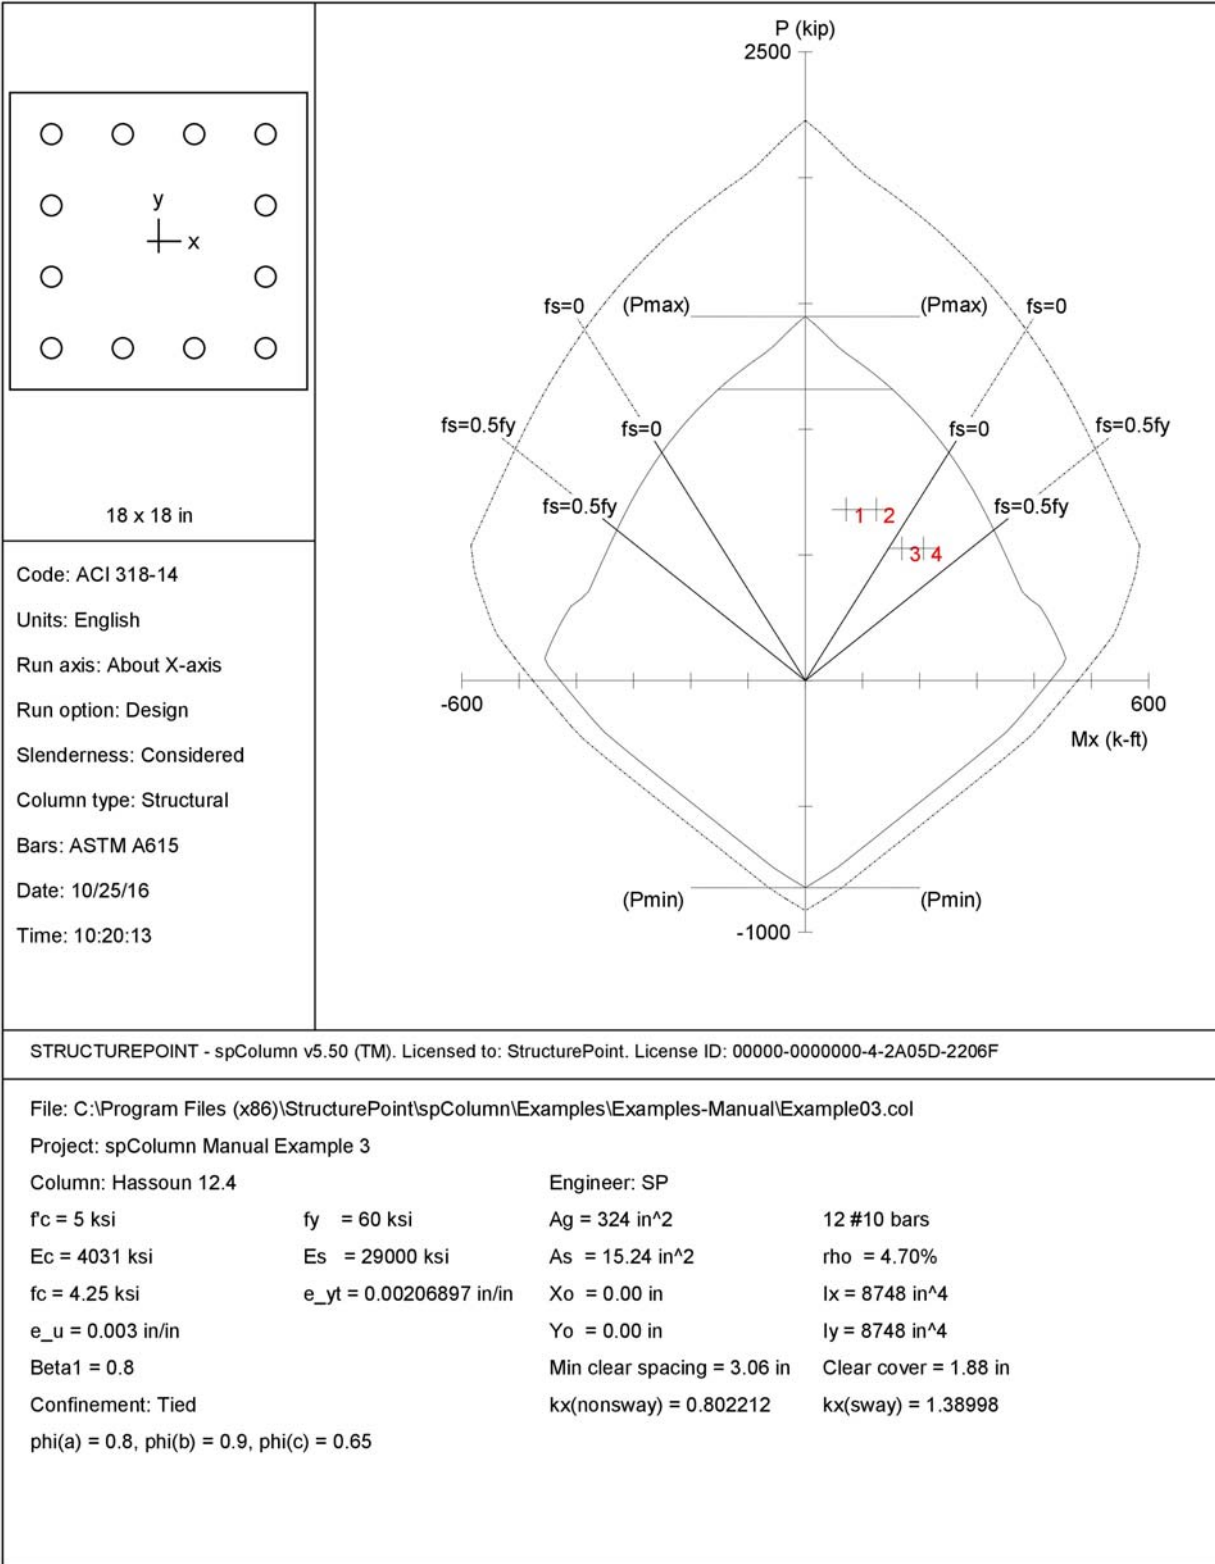 y
x
18 x 18 in
Code: ACI 318-14
Units: English
Run axis: About X-axis
Run option: Design
Slenderness: Considered
Column type: Structural
Bars: ASTM A615
Date: 10/25/16
Time: 10:20:13
P (kip)
2500
fs=0 (Pmax) (Pmax) fs=0
fs=0.5fy fs=0 fs=0 fs=0.5fy
fs=0.5fy fs=0.5fy
1 2
3 4
-600 600
Mx (k-ft)
(Pmin) (Pmin)
-1000
STRUCTUREPOINT - spColumn v5.50 (TM). Licensed to: StructurePoint. License ID: 00000-0000000-4-2A05D-2206F
File: C:\Program Files (x86)\StructurePoint\spColumn\Examples\Examples-Manual\Example03.col
Project: spColumn Manual Example 3
Column: Hassoun 12.4 Engineer: SP
f'c = 5 ksi fy = 60 ksi Ag = 324 in^2 12 #10 bars
Ec = 4031 ksi Es = 29000 ksi As = 15.24 in^2 rho = 4.70%
fc = 4.25 ksi e_yt = 0.00206897 in/in Xo = 0.00 in Ix = 8748 in^4
e_u = 0.003 in/in Yo = 0.00 in Iy = 8748 in^4
Beta1 = 0.8 Min clear spacing = 3.06 in Clear cover = 1.88 in
Confinement: Tied kx(nonsway) = 0.802212 kx(sway) = 1.38998
phi(a) = 0.8, phi(b) = 0.9, phi(c) = 0.65